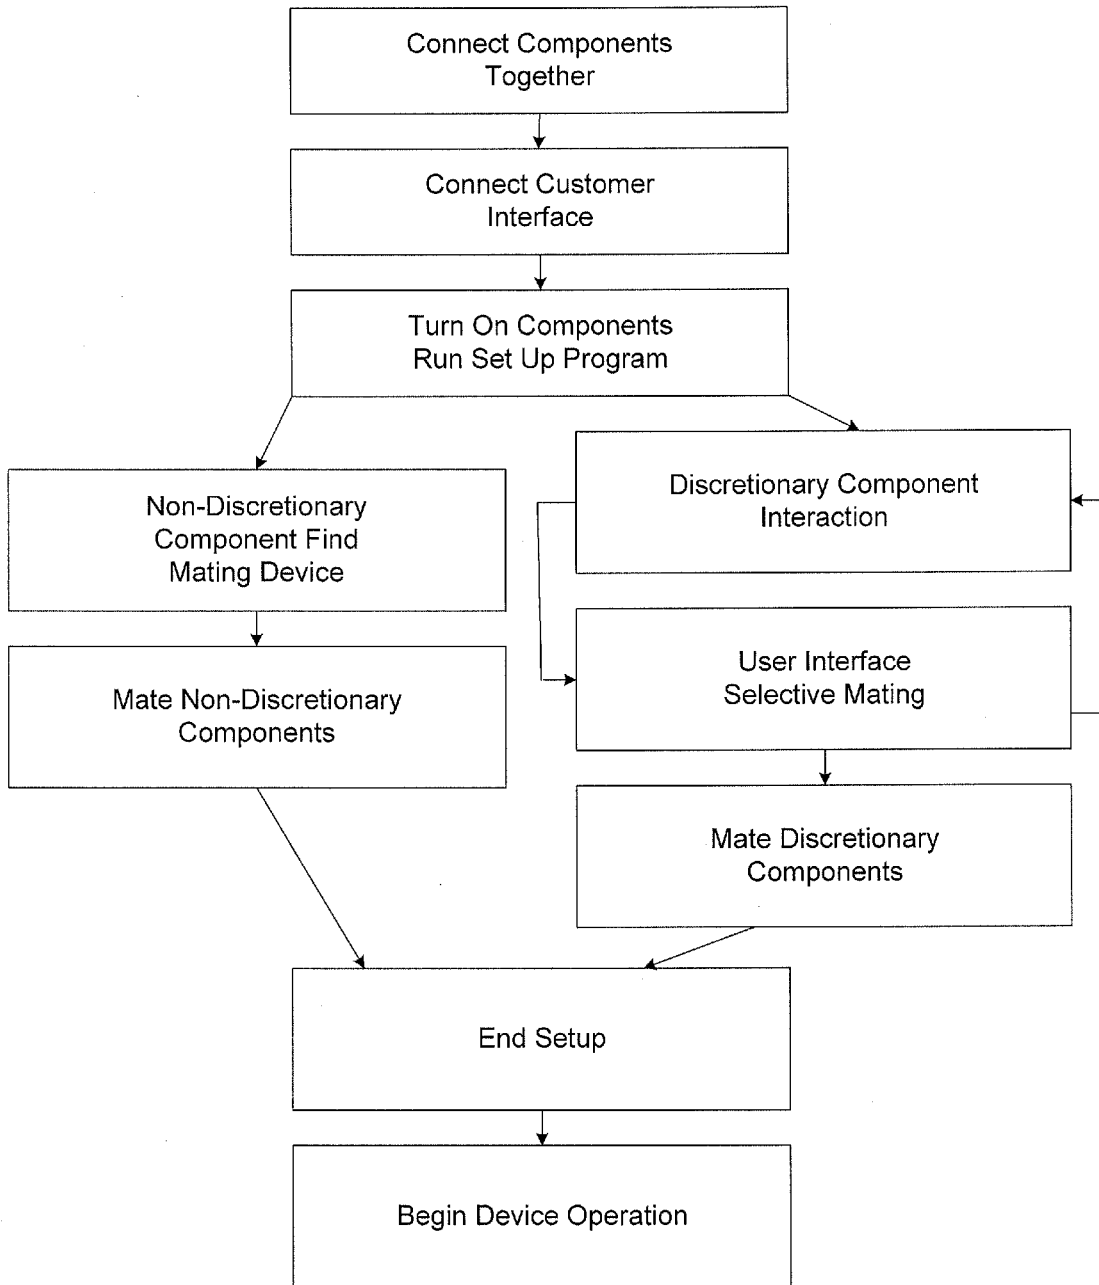 Connect Components
Together
Connect Customer
Interface
Turn On Components
Run Set Up Program
Non-Discretionary
Component Find
Mating Device
Discretionary Component
Interaction
Mate Non-Discretionary
Components
User Interface
Selective Mating
Mate Discretionary
Components
End Setup
Begin Device Operation